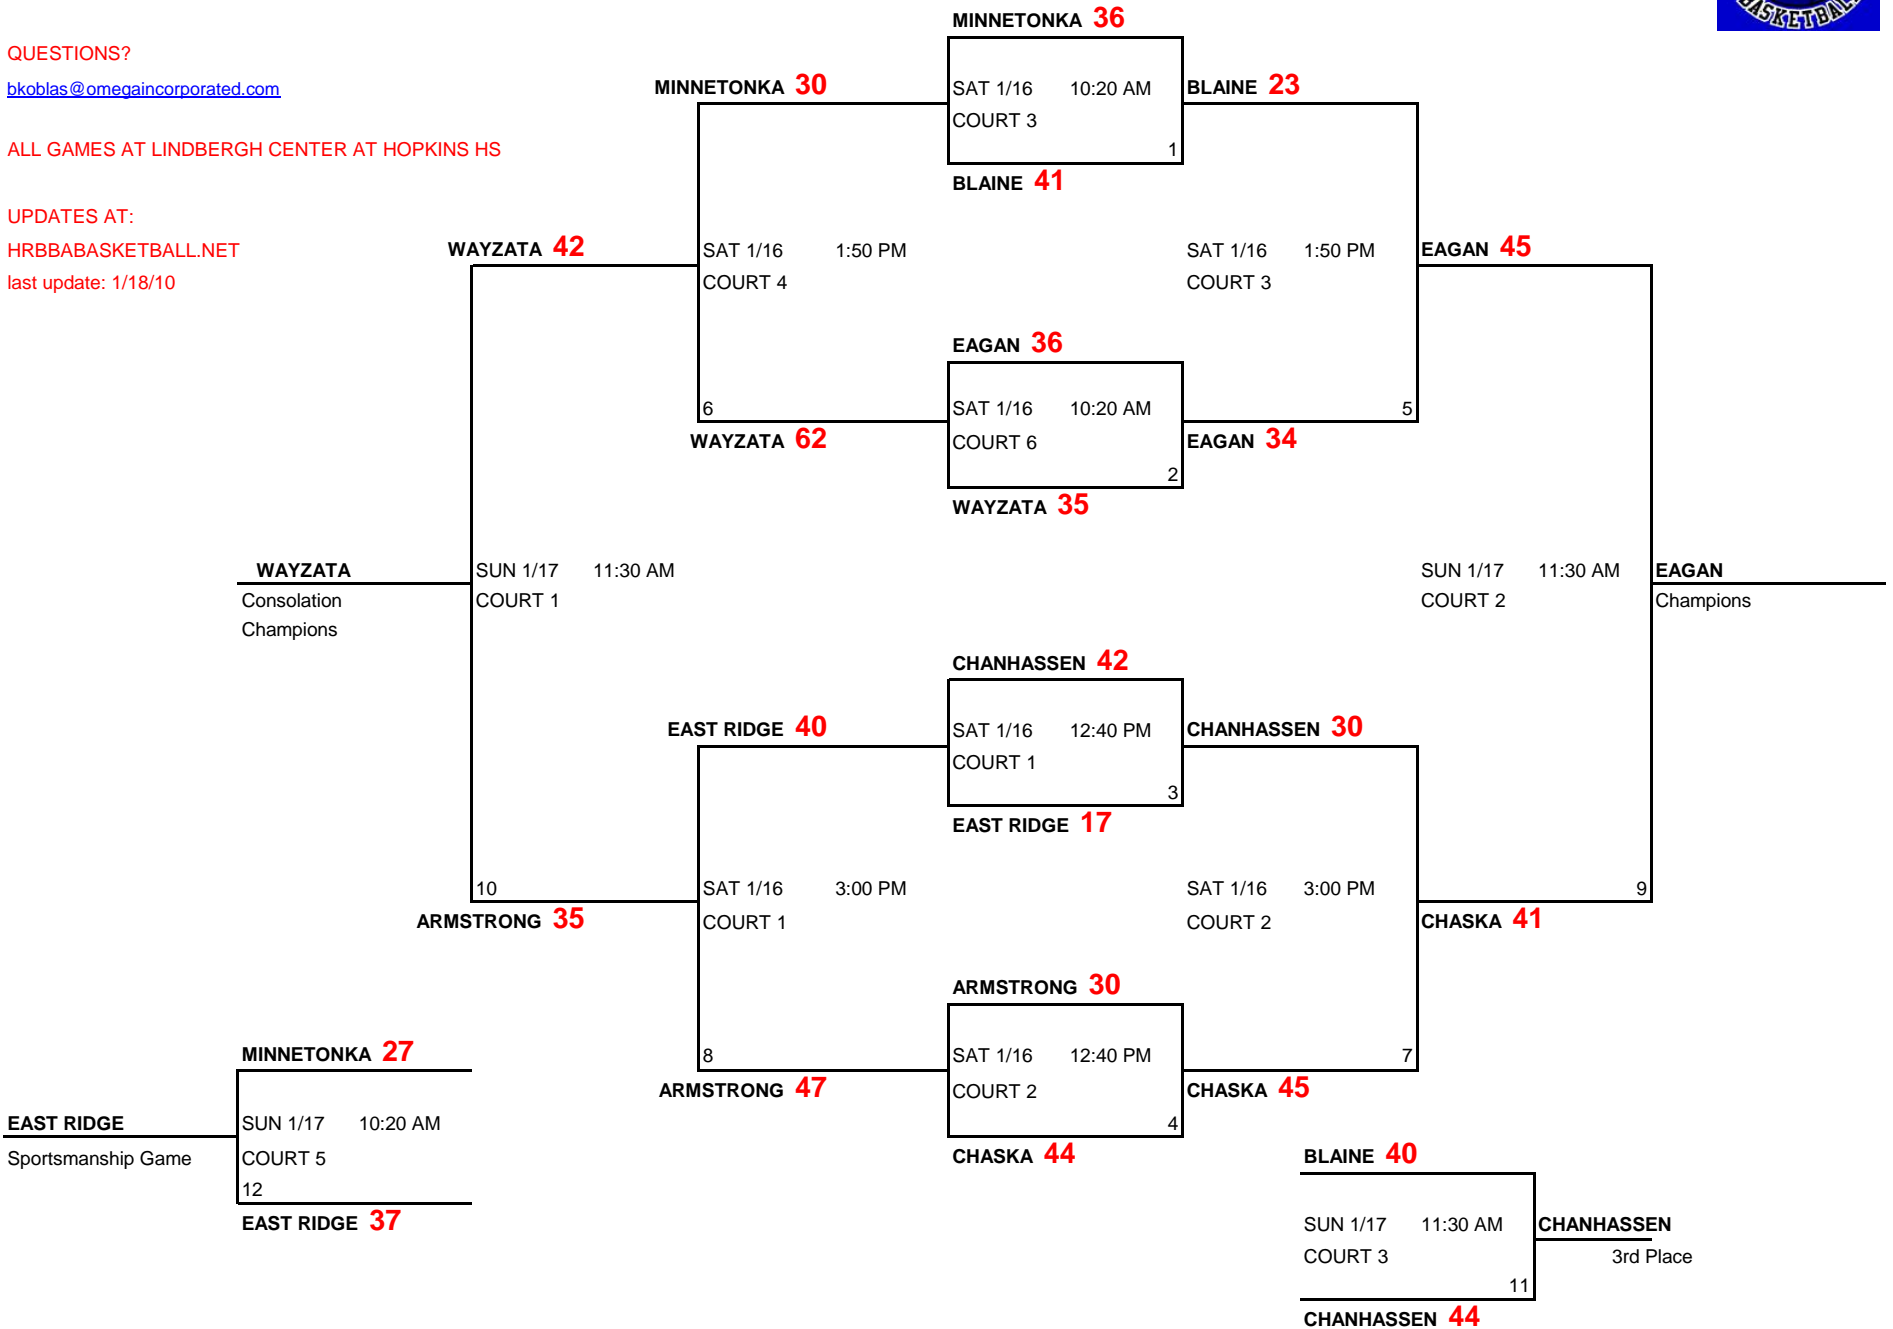 BASKETBALL
MINNETONKA 36
QUESTIONS?
bkoblas@omegaincorporated.com
MINNETONKA 30
SAT 1/16 10:20 AM
BLAINE 23
COURT 3
ALL GAMES AT LINDBERGH CENTER AT HOPKINS HS
1
BLAINE 41
UPDATES AT:
HRBBABASKETBALL.NET
WAYZATA 42
SAT 1/16 1:50 PM
SAT 1/16 1:50 PM
EAGAN 45
last update: 1/18/10
COURT 4
COURT 3
EAGAN 36
6
SAT 1/16 10:20 AM
5
WAYZATA 62
COURT 6
EAGAN 34
2
WAYZATA 35
WAYZATA
SUN 1/17 11:30 AM
SUN 1/17 11:30 AM
EAGAN
Consolation
COURT 1
COURT 2
Champions
Champions
CHANHASSEN 42
EAST RIDGE 40
SAT 1/16 12:40 PM
CHANHASSEN 30
COURT 1
3
EAST RIDGE 17
10
SAT 1/16 3:00 PM
SAT 1/16 3:00 PM
9
ARMSTRONG 35
COURT 1
COURT 2
CHASKA 41
ARMSTRONG 30
MINNETONKA 27
8
SAT 1/16 12:40 PM
7
ARMSTRONG 47
COURT 2
CHASKA 45
EAST RIDGE
SUN 1/17 10:20 AM
4
Sportsmanship Game
COURT 5
CHASKA 44
BLAINE 40
12
EAST RIDGE 37
SUN 1/17 11:30 AM
CHANHASSEN
COURT 3
3rd Place
11
CHANHASSEN 44